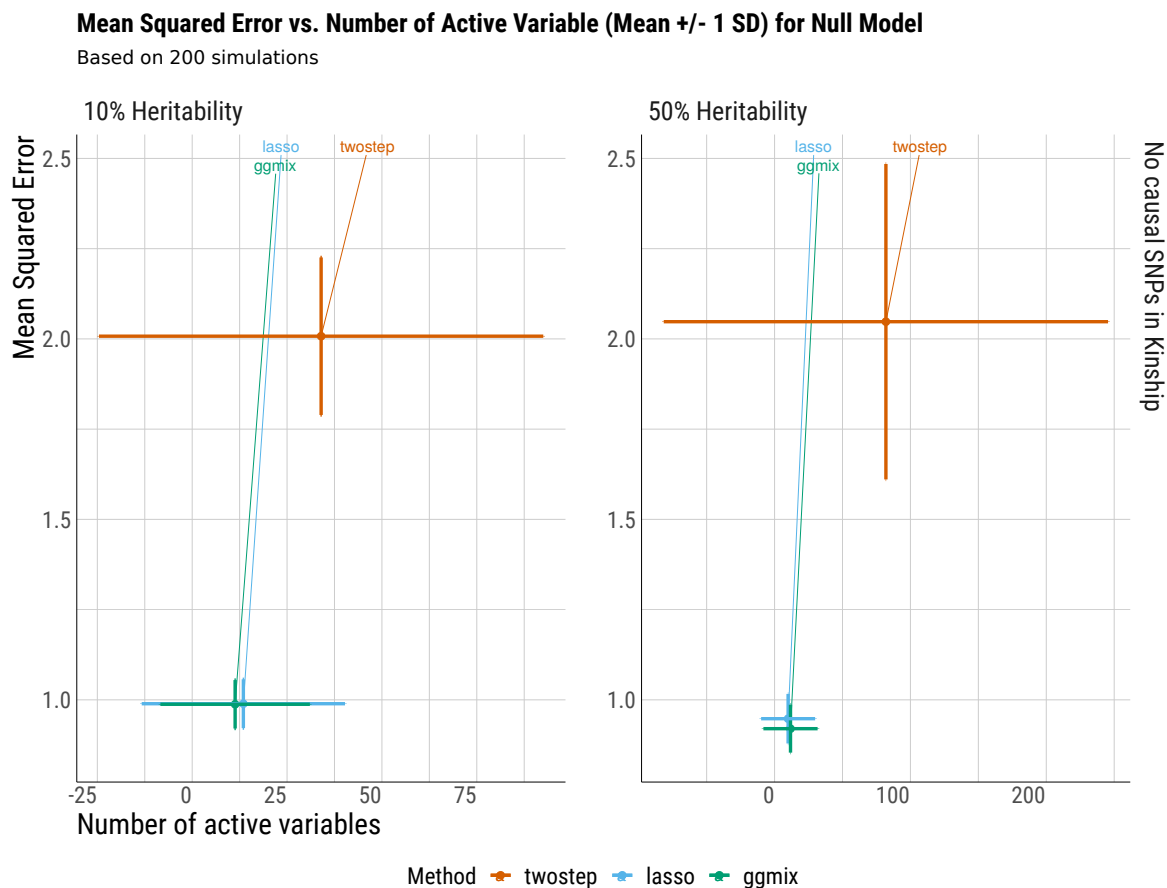 Mean Squared Error vs. Number of Active Variable (Mean +/- 1 SD) for Null Model
Based on 200 simulations
10% Heritability
50% Heritability
Mean Squared Error
2.5
2.0
1.5
1.0
lasso
twostep
ggmix
-25
0
25
50
75
2.5
2.0
1.5
1.0
lasso
twostep
ggmix
0
100
200
No causal SNPs in Kinship
Number of active variables
Method twostep lasso ggmix